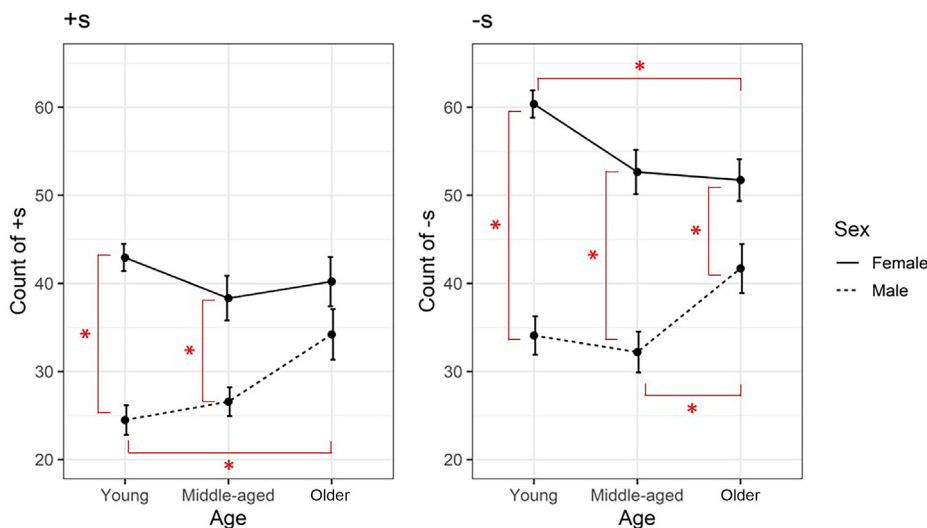 +s
-s
Count of +s
60
50
40
30
20
*
*
*
Young
Middle-aged
Older
Age
Count of -s
60
50
40
30
20
*
*
*
*
*
Young
Middle-aged
Older
Age
Sex
Female
Male